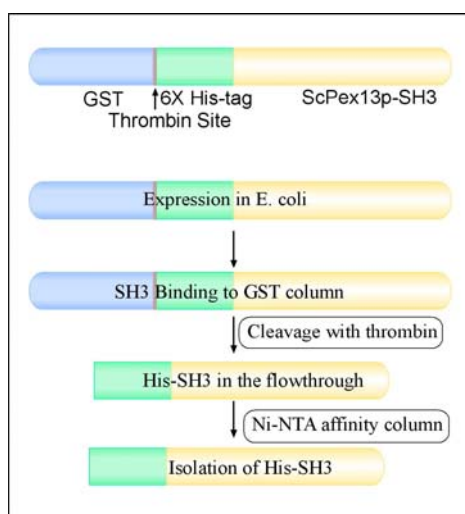 GST ↑6X His-tag ScPex13p-SH3
Thrombin Site
Expression in E. coli
SH3 Binding to GST column
Cleavage with thrombin
His-SH3 in the flowthrough
Ni-NTA affinity column
Isolation of His-SH3